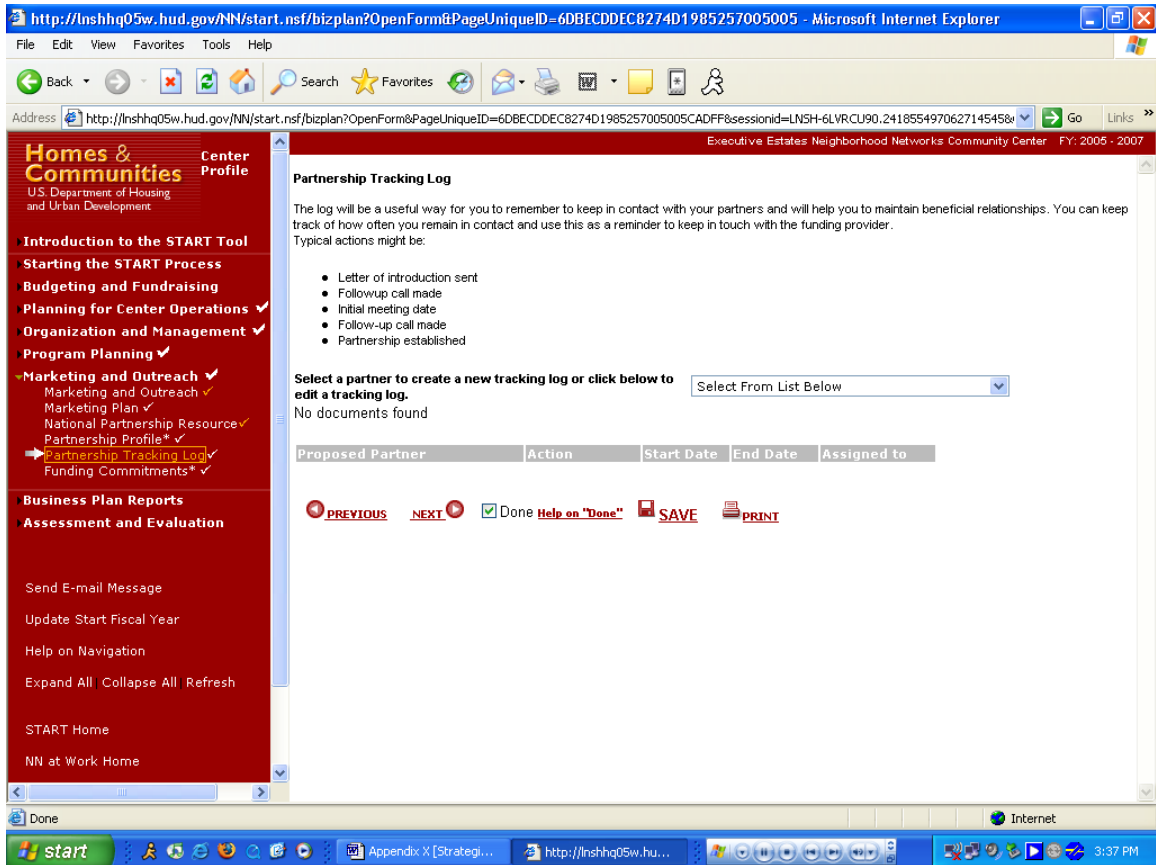 http://lnshhq05w.hud.gov/NN/start.nsf/bizplan?OpenForm&PageUniqueID=6DBECDDEC8274D1985257005005 - Microsoft Internet Explorer
File Edit View Favorites Tools Help
Back Search Favorites
Address http://lnshhq05w.hud.gov/NN/start.nsf/bizplan?OpenForm&PageUniqueID=6DBECDDEC8274D1985257005005CADFF&sessionid=LNSH-6LVRCU90.2418554970627145458& Go Links »
Executive Estates Neighborhood Networks Community Center FY: 2005 - 2007
Homes & Communities
U.S. Department of Housing
and Urban Development
Center
Profile
Introduction to the START Tool
Starting the START Process
Budgeting and Fundraising
Planning for Center Operations ✓
Organization and Management ✓
Program Planning ✓
Marketing and Outreach ✓
Marketing and Outreach ✓
Marketing Plan ✓
National Partnership Resource✓
Partnership Profile* ✓
Partnership Tracking Log✓
Funding Commitments* ✓
Business Plan Reports
Assessment and Evaluation
Send E-mail Message
Update Start Fiscal Year
Help on Navigation
Expand All | Collapse All Refresh
START Home
NN at Work Home
Partnership Tracking Log
The log will be a useful way for you to remember to keep in contact with your partners and will help you to maintain beneficial relationships. You can keep
track of how often you remain in contact and use this as a reminder to keep in touch with the funding provider.
Typical actions might be:
● Letter of introduction sent
● Followup call made
● Initial meeting date
● Follow-up call made
● Partnership established
Select a partner to create a new tracking log or click below to
edit a tracking log.
Select From List Below
No documents found
Proposed Partner Action Start Date End Date Assigned to
PREVIOUS NEXT Done Help on "Done" SAVE PRINT
Done Internet
start Appendix X [Strategi... http://lnshhq05w.hu... 3:37 PM